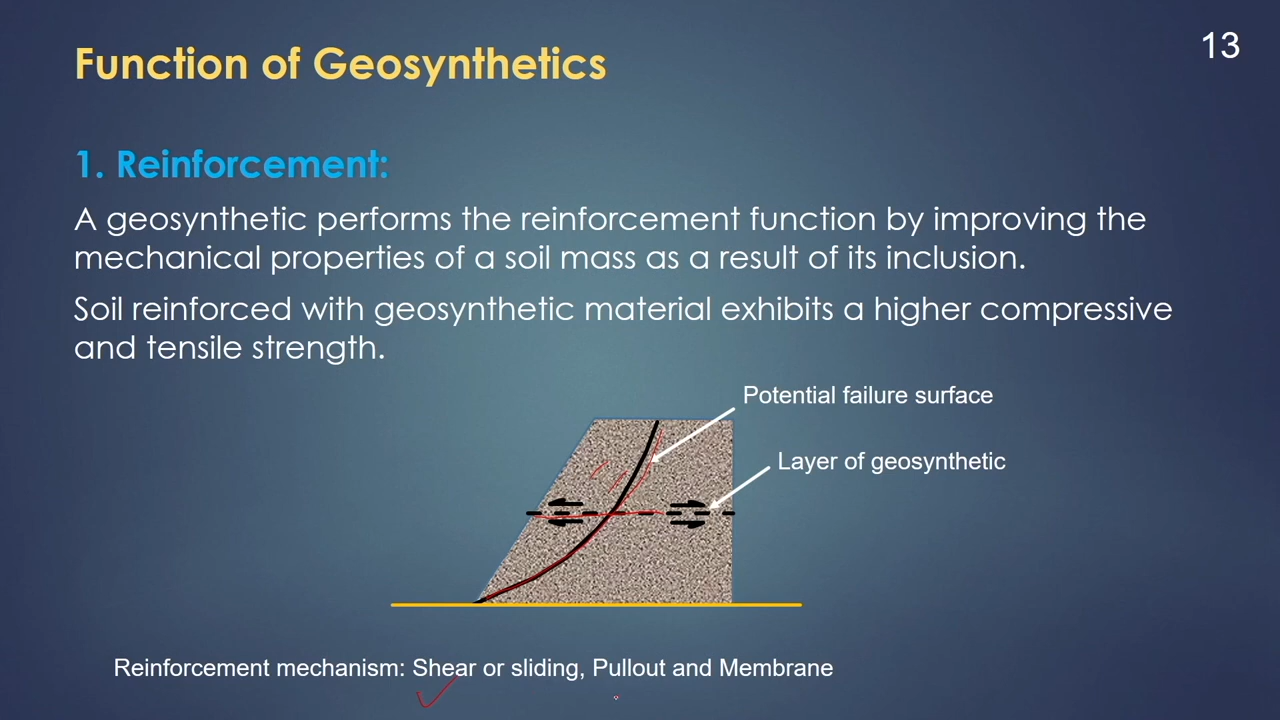 Function of Geosynthetics
13
1. Reinforcement:
A geosynthetic performs the reinforcement function by improving the
mechanical properties of a soil mass as a result of its inclusion.
Soil reinforced with geosynthetic material exhibits a higher compressive
and tensile strength.
Potential failure surface
Layer of geosynthetic
Reinforcement mechanism: Shear or sliding, Pullout and Membrane